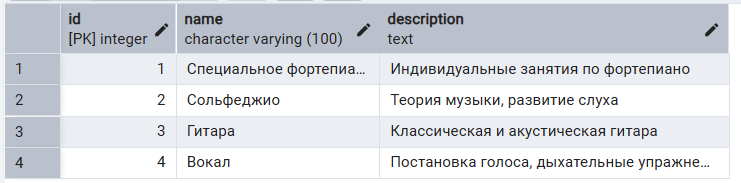 id name description
[PK] integer character varying (100) text
1 1 Специальное фортепиа... Индивидуальные занятия по фортепиано
2 2 Сольфеджио Теория музыки, развитие слуха
3 3 Гитара Классическая и акустическая гитара
4 4 Вокал Постановка голоса, дыхательные упражне...